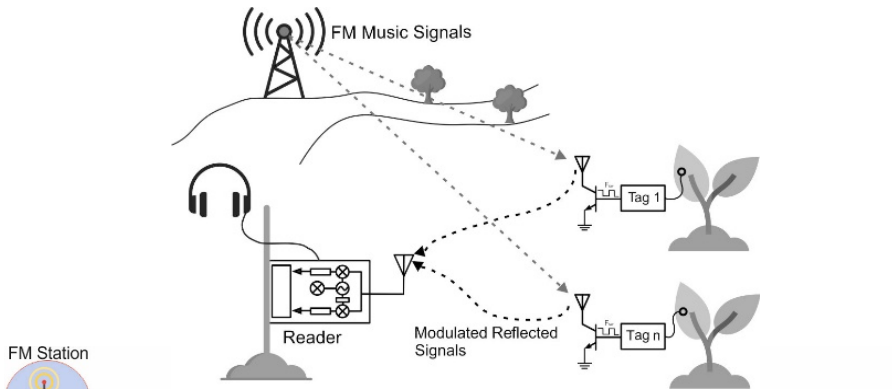 FM Music Signals
Tag 1
Reader
Modulated Reflected
Signals
Tag n
FM Station